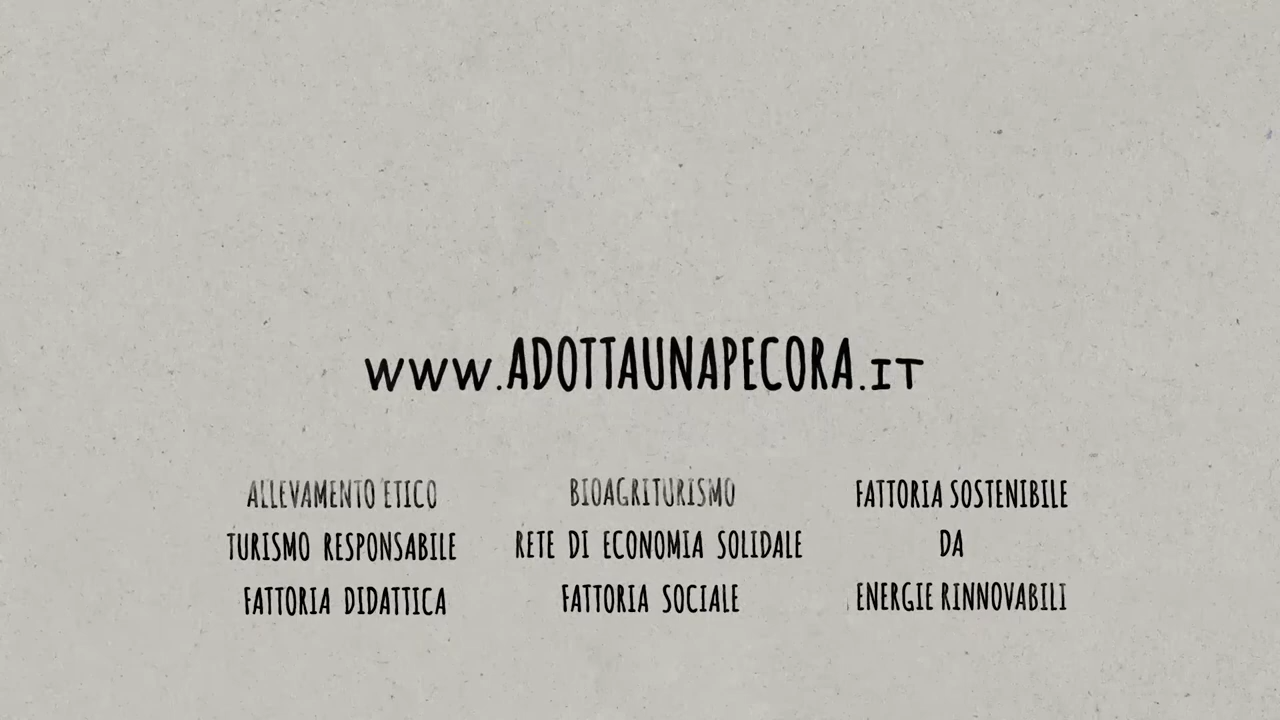 www.ADOTTAUNAPECORA.IT
ALLEVAMENTO ETICO
TURISMO RESPONSABILE
FATTORIA DIDATTICA
BIOAGRITURISMO
RETE DI ECONOMIA SOLIDALE
FATTORIA SOCIALE
FATTORIA SOSTENIBILE
DA
ENERGIE RINNOVABILI